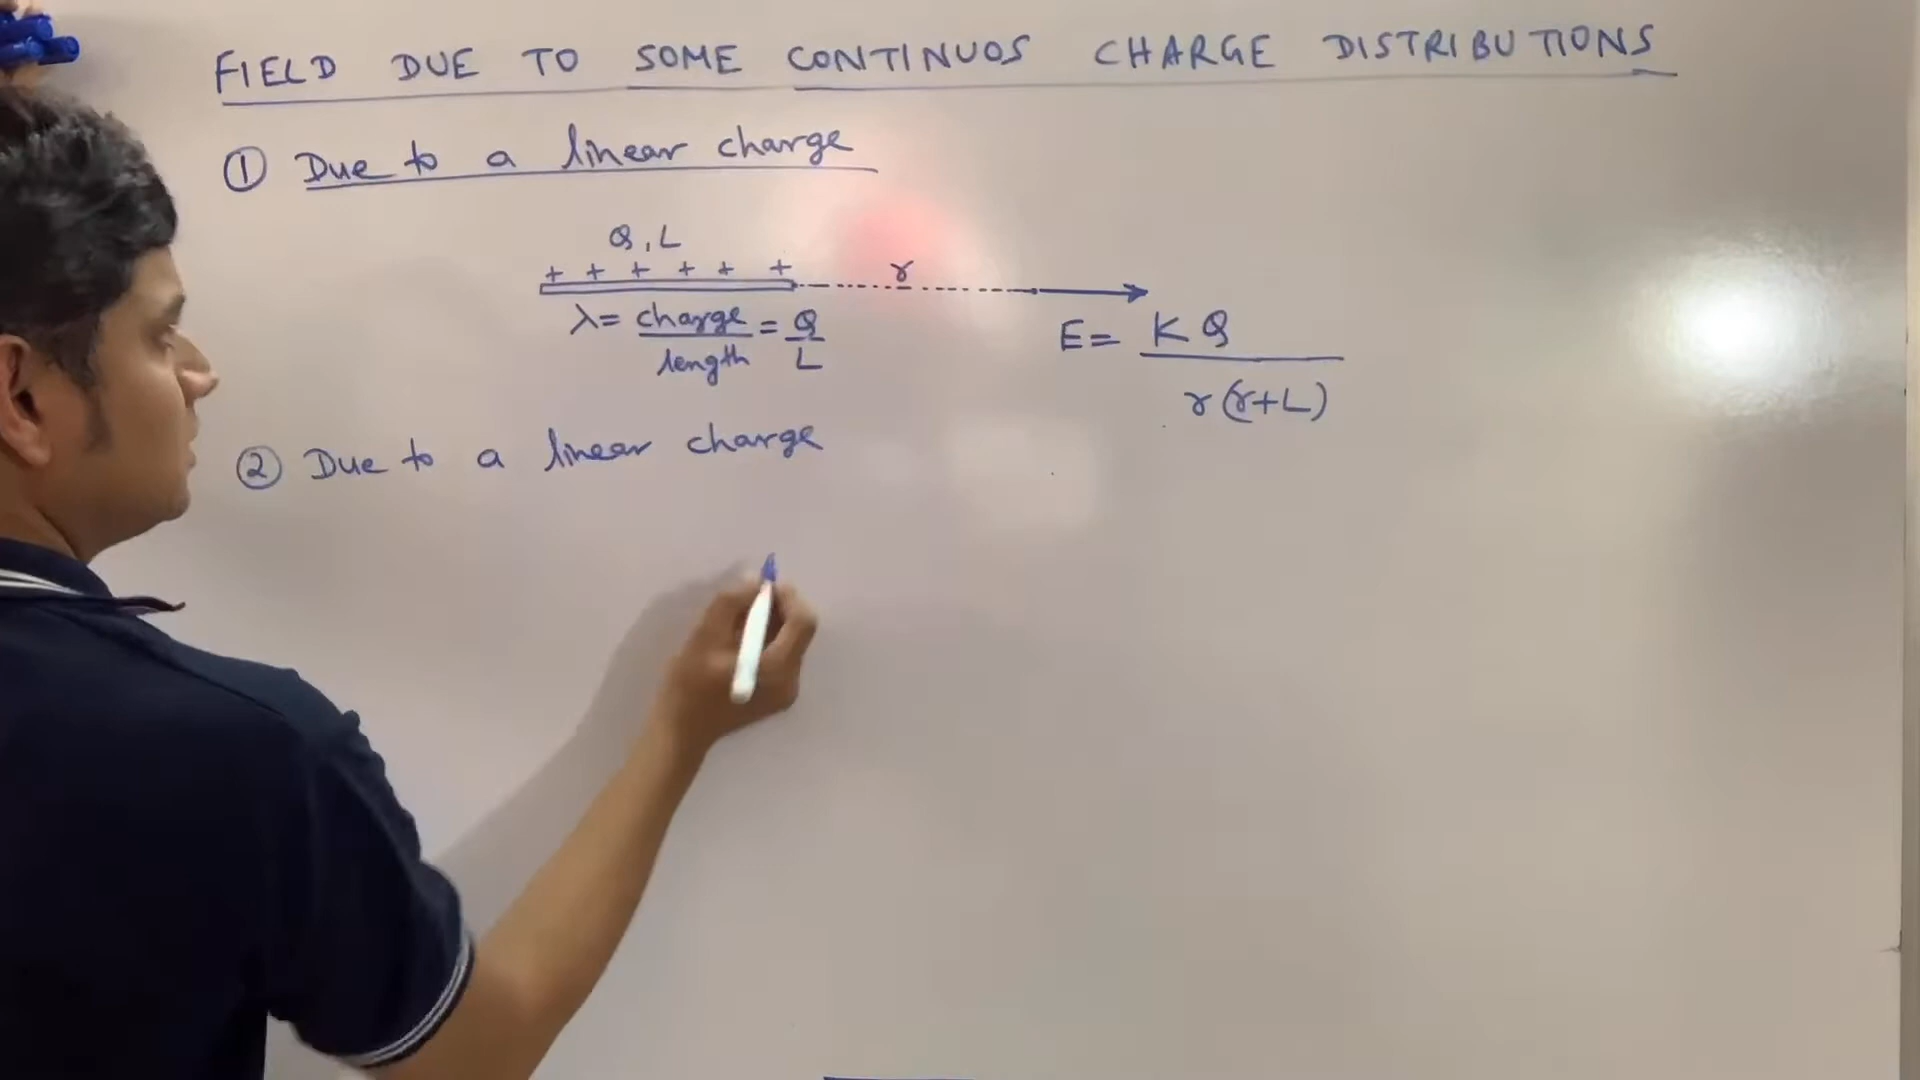 FIELD DUE TO SOME CONTINUOS CHARGE DISTRIBUTIONS
① Due to a linear charge
Q, L
+ + + + + +
r
λ = charge/length = Q/L
E = KQ/r(r+L)
② Due to a linear charge